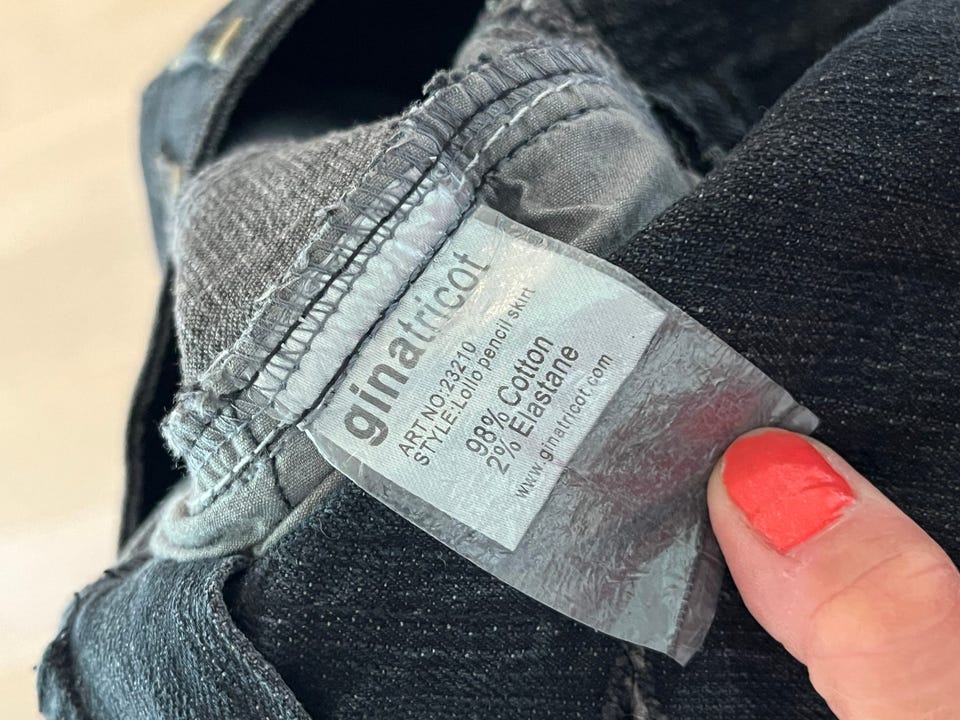 ginatricot
ART NO:23210
STYLE:Lollo pencil skirt
98% Cotton
2% Elastane
www.ginatricot.com